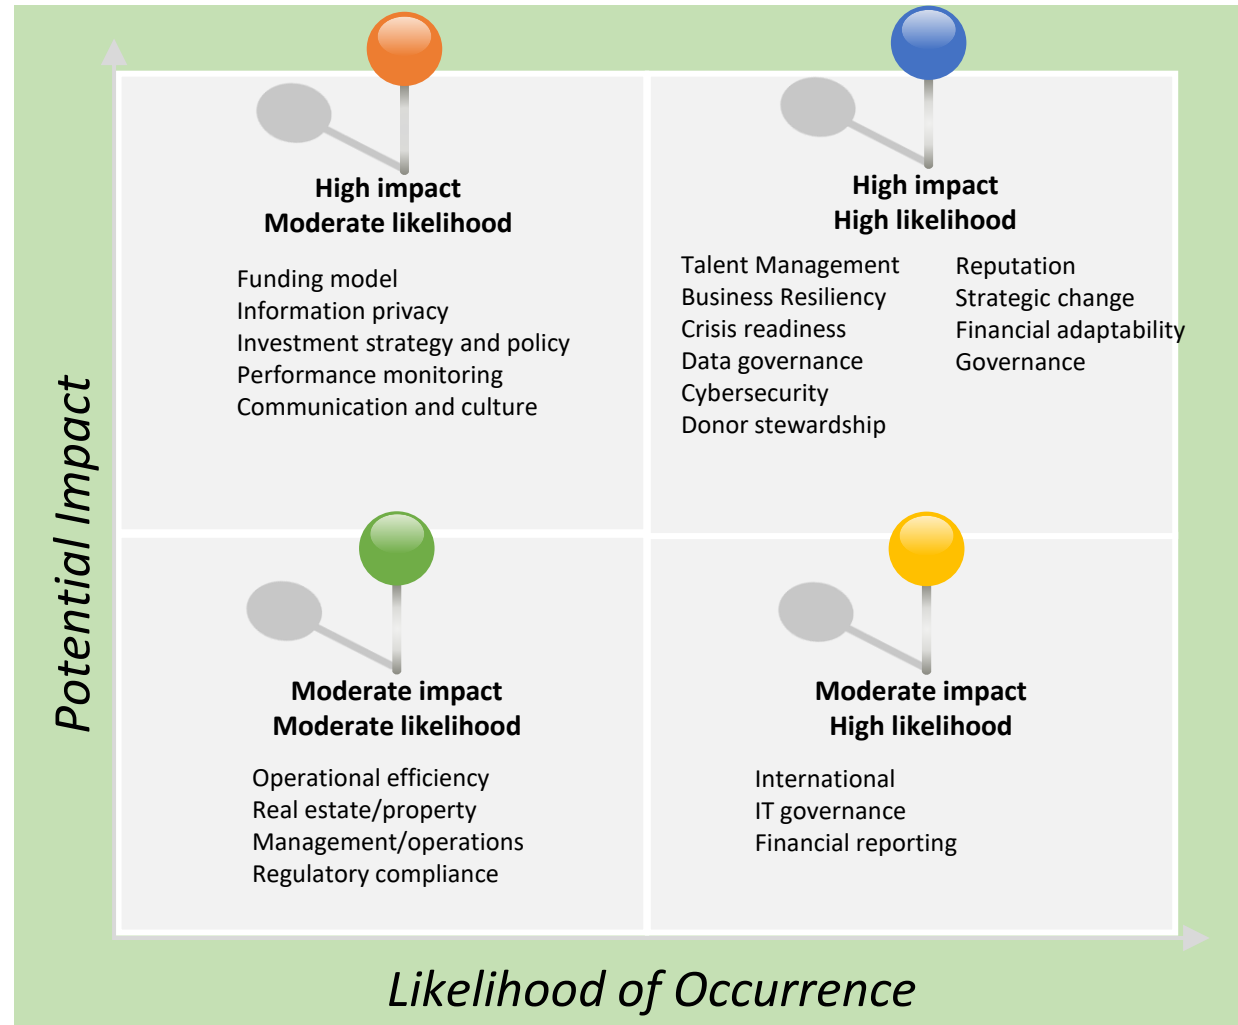 Potential Impact
High impact
Moderate likelihood
Funding model
Information privacy
Investment strategy and policy
Performance monitoring
Communication and culture
High impact
High likelihood
Talent Management
Business Resiliency
Crisis readiness
Data governance
Cybersecurity
Donor stewardship
Reputation
Strategic change
Financial adaptability
Governance
Moderate impact
Moderate likelihood
Operational efficiency
Real estate/property
Management/operations
Regulatory compliance
Moderate impact
High likelihood
International
IT governance
Financial reporting
Likelihood of Occurrence